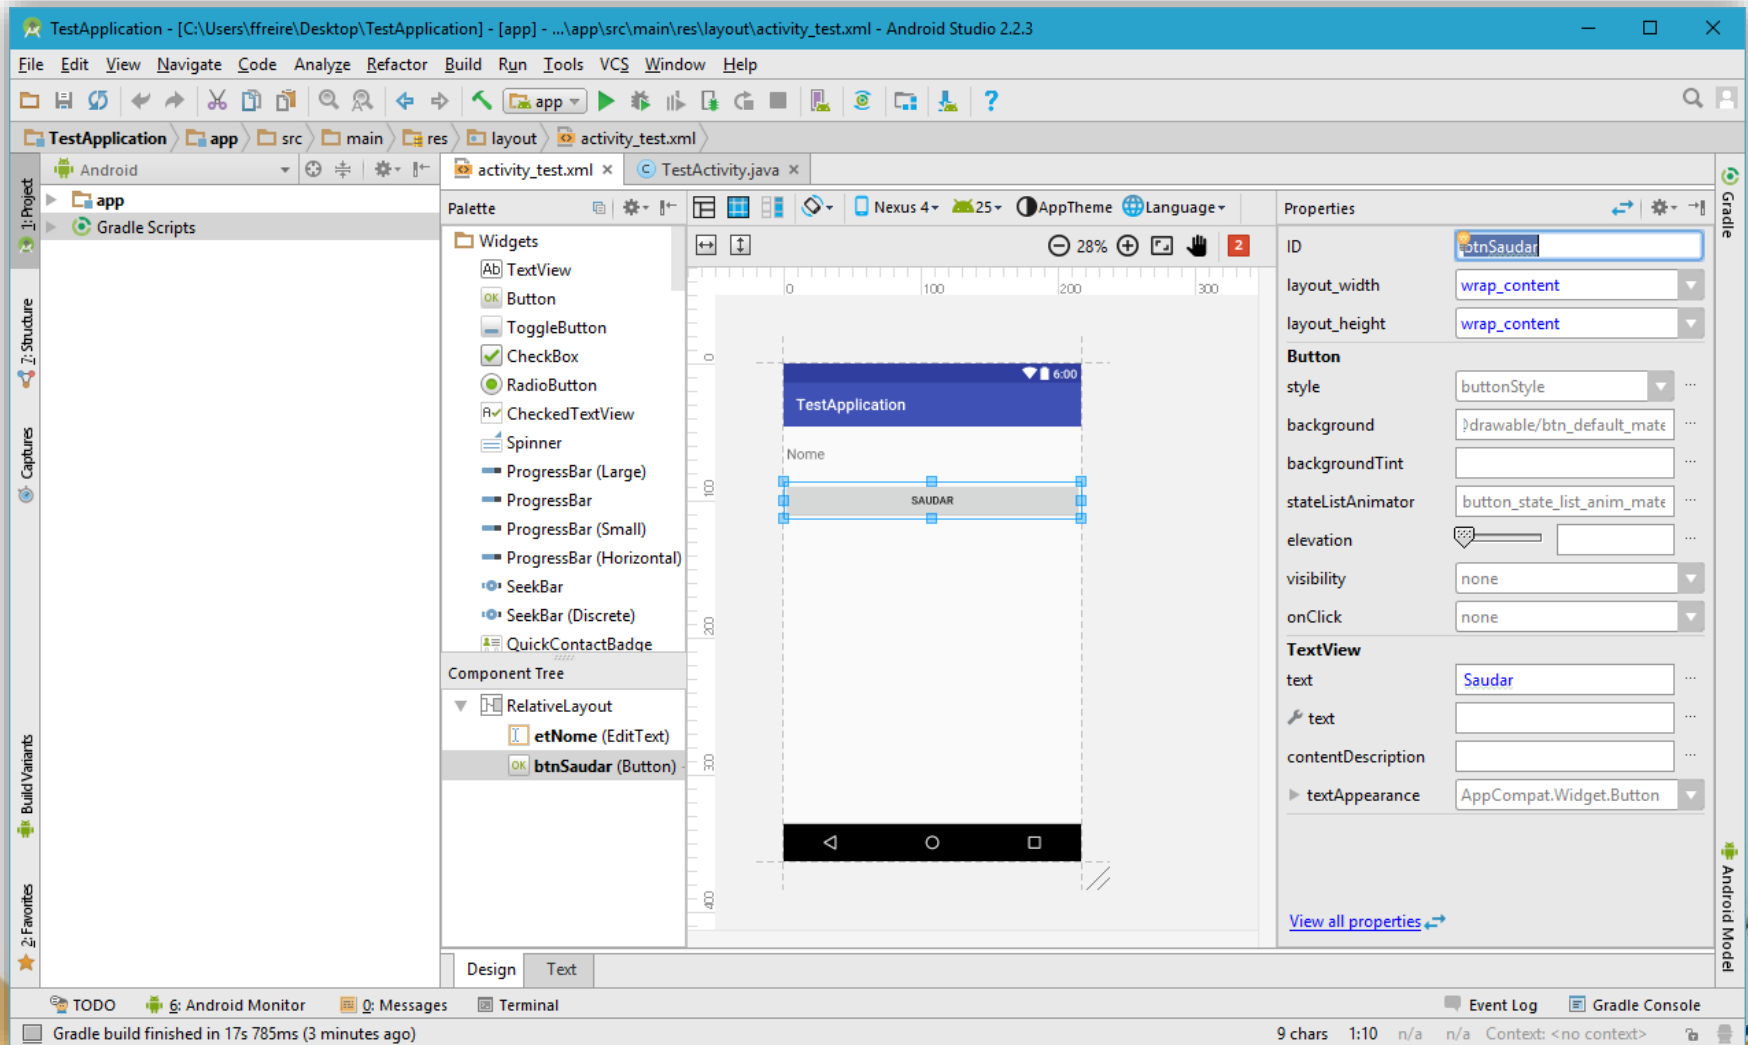 TestApplication - [C:\Users\ffreire\Desktop\TestApplication] - [app] - ...\app\src\main\res\layout\activity_test.xml - Android Studio 2.2.3
File Edit View Navigate Code Analyze Refactor Build Run Tools VCS Window Help
app
TestApplication app src main res layout activity_test.xml
Android
activity_test.xml TestActivity.java
1: Project
7: Structure
Captures
Build Variants
2: Favorites
app
Gradle Scripts
Palette
Widgets
Ab TextView
OK Button
ToggleButton
CheckBox
RadioButton
CheckedTextView
Spinner
ProgressBar (Large)
ProgressBar
ProgressBar (Small)
ProgressBar (Horizontal)
SeekBar
SeekBar (Discrete)
QuickContactBadge
Component Tree
RelativeLayout
etNome (EditText)
OK btnSaudar (Button)
Nexus 4 25 AppTheme Language
28% 2
0 100 200 300
0
100
200
300
400
6:00
TestApplication
Nome
SAUDAR
Properties
ID btnSaudar
layout_width wrap_content
layout_height wrap_content
Button
style buttonStyle
background drawable/btn_default_mate
backgroundTint
stateListAnimator button_state_list_anim_mate
elevation
visibility none
onClick none
TextView
text Saudar
text
contentDescription
textAppearance AppCompat.Widget.Button
View all properties
Gradle
Android Model
Design Text
TODO 6: Android Monitor 0: Messages Terminal Event Log Gradle Console
Gradle build finished in 17s 785ms (3 minutes ago) 9 chars 1:10 n/a n/a Context: <no context>